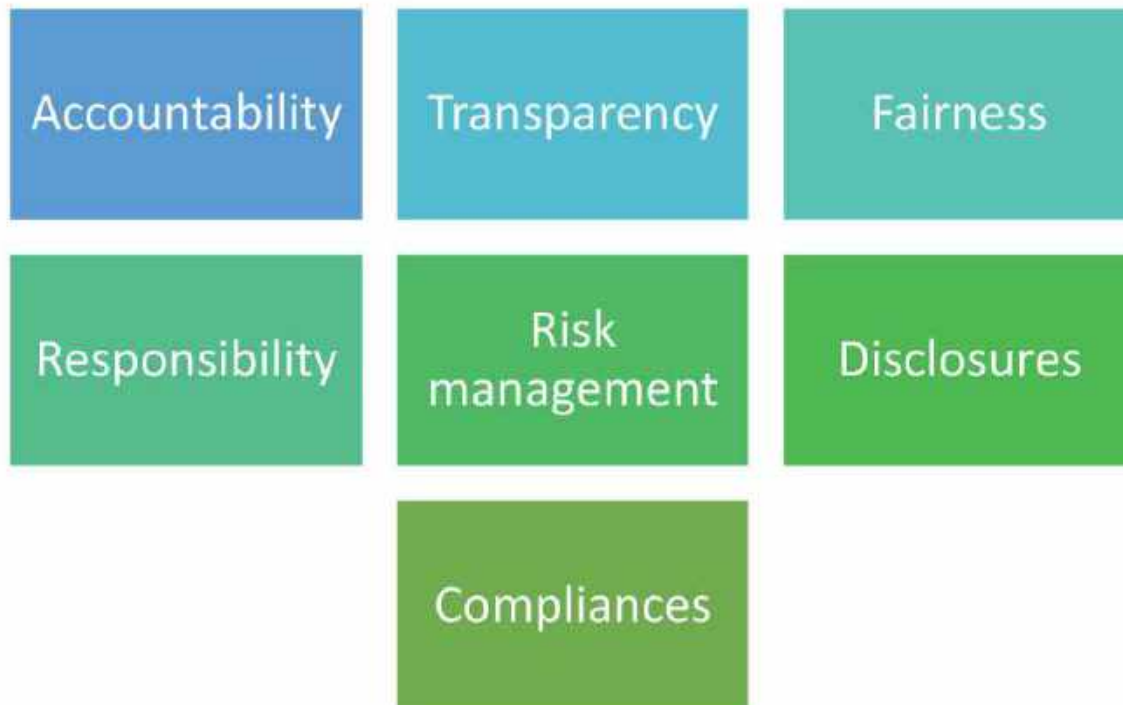 Accountability
Transparency
Fairness
Responsibility
Risk
management
Disclosures
Compliances